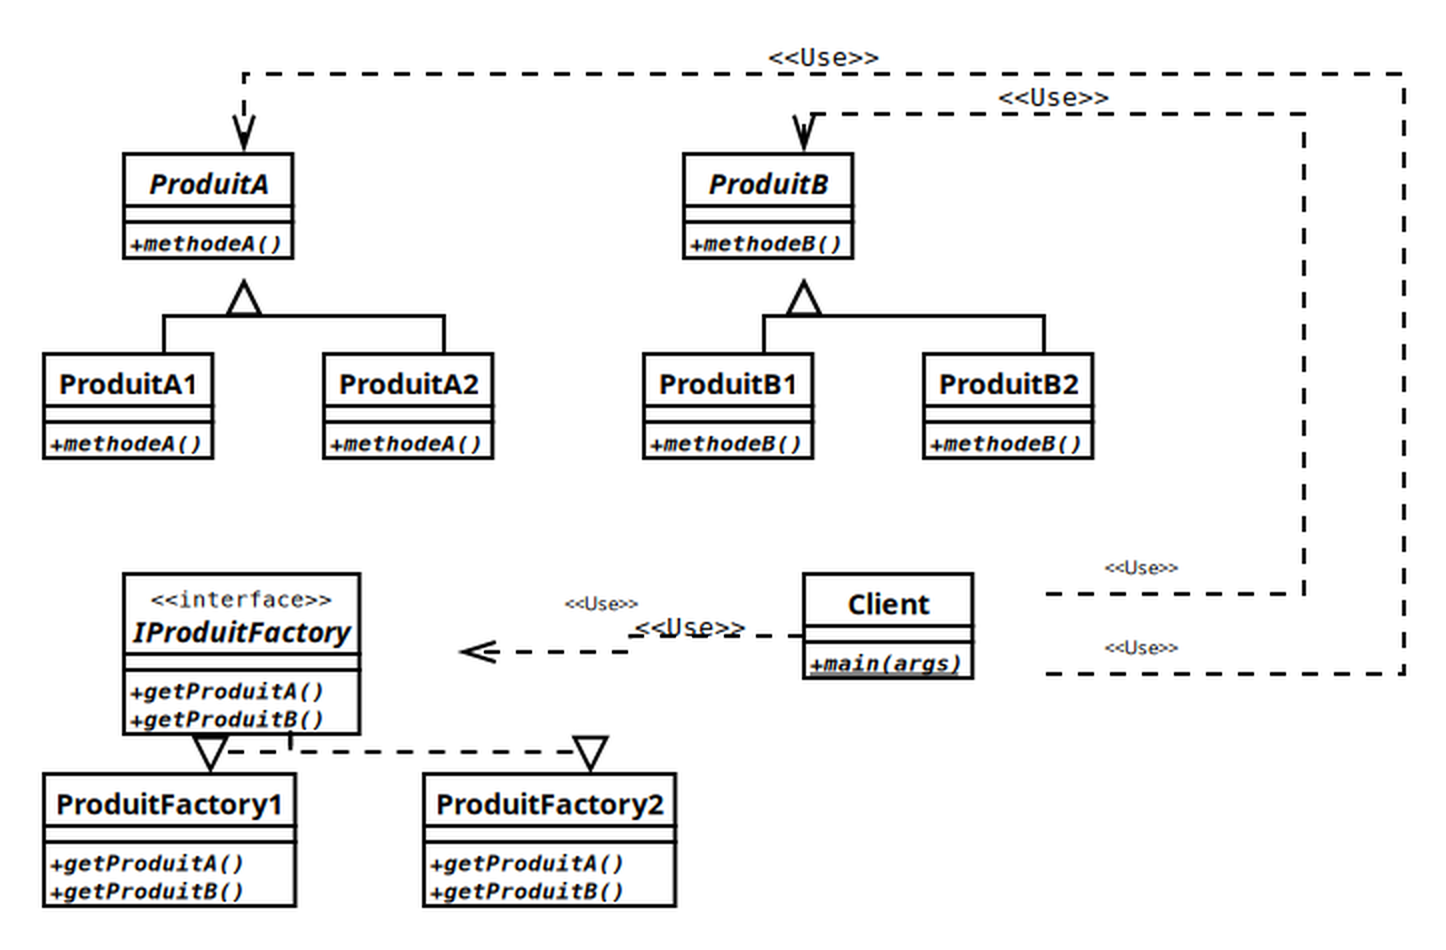 <<Use>>
<<Use>>
ProduitA
+methodeA()
ProduitB
+methodeB()
ProduitA1
+methodeA()
ProduitA2
+methodeA()
ProduitB1
+methodeB()
ProduitB2
+methodeB()
<<interface>>
IProduitFactory
+getProduitA()
+getProduitB()
<<Use>>
<<Use>>
Client
+main(args)
<<Use>>
<<Use>>
ProduitFactory1
+getProduitA()
+getProduitB()
ProduitFactory2
+getProduitA()
+getProduitB()